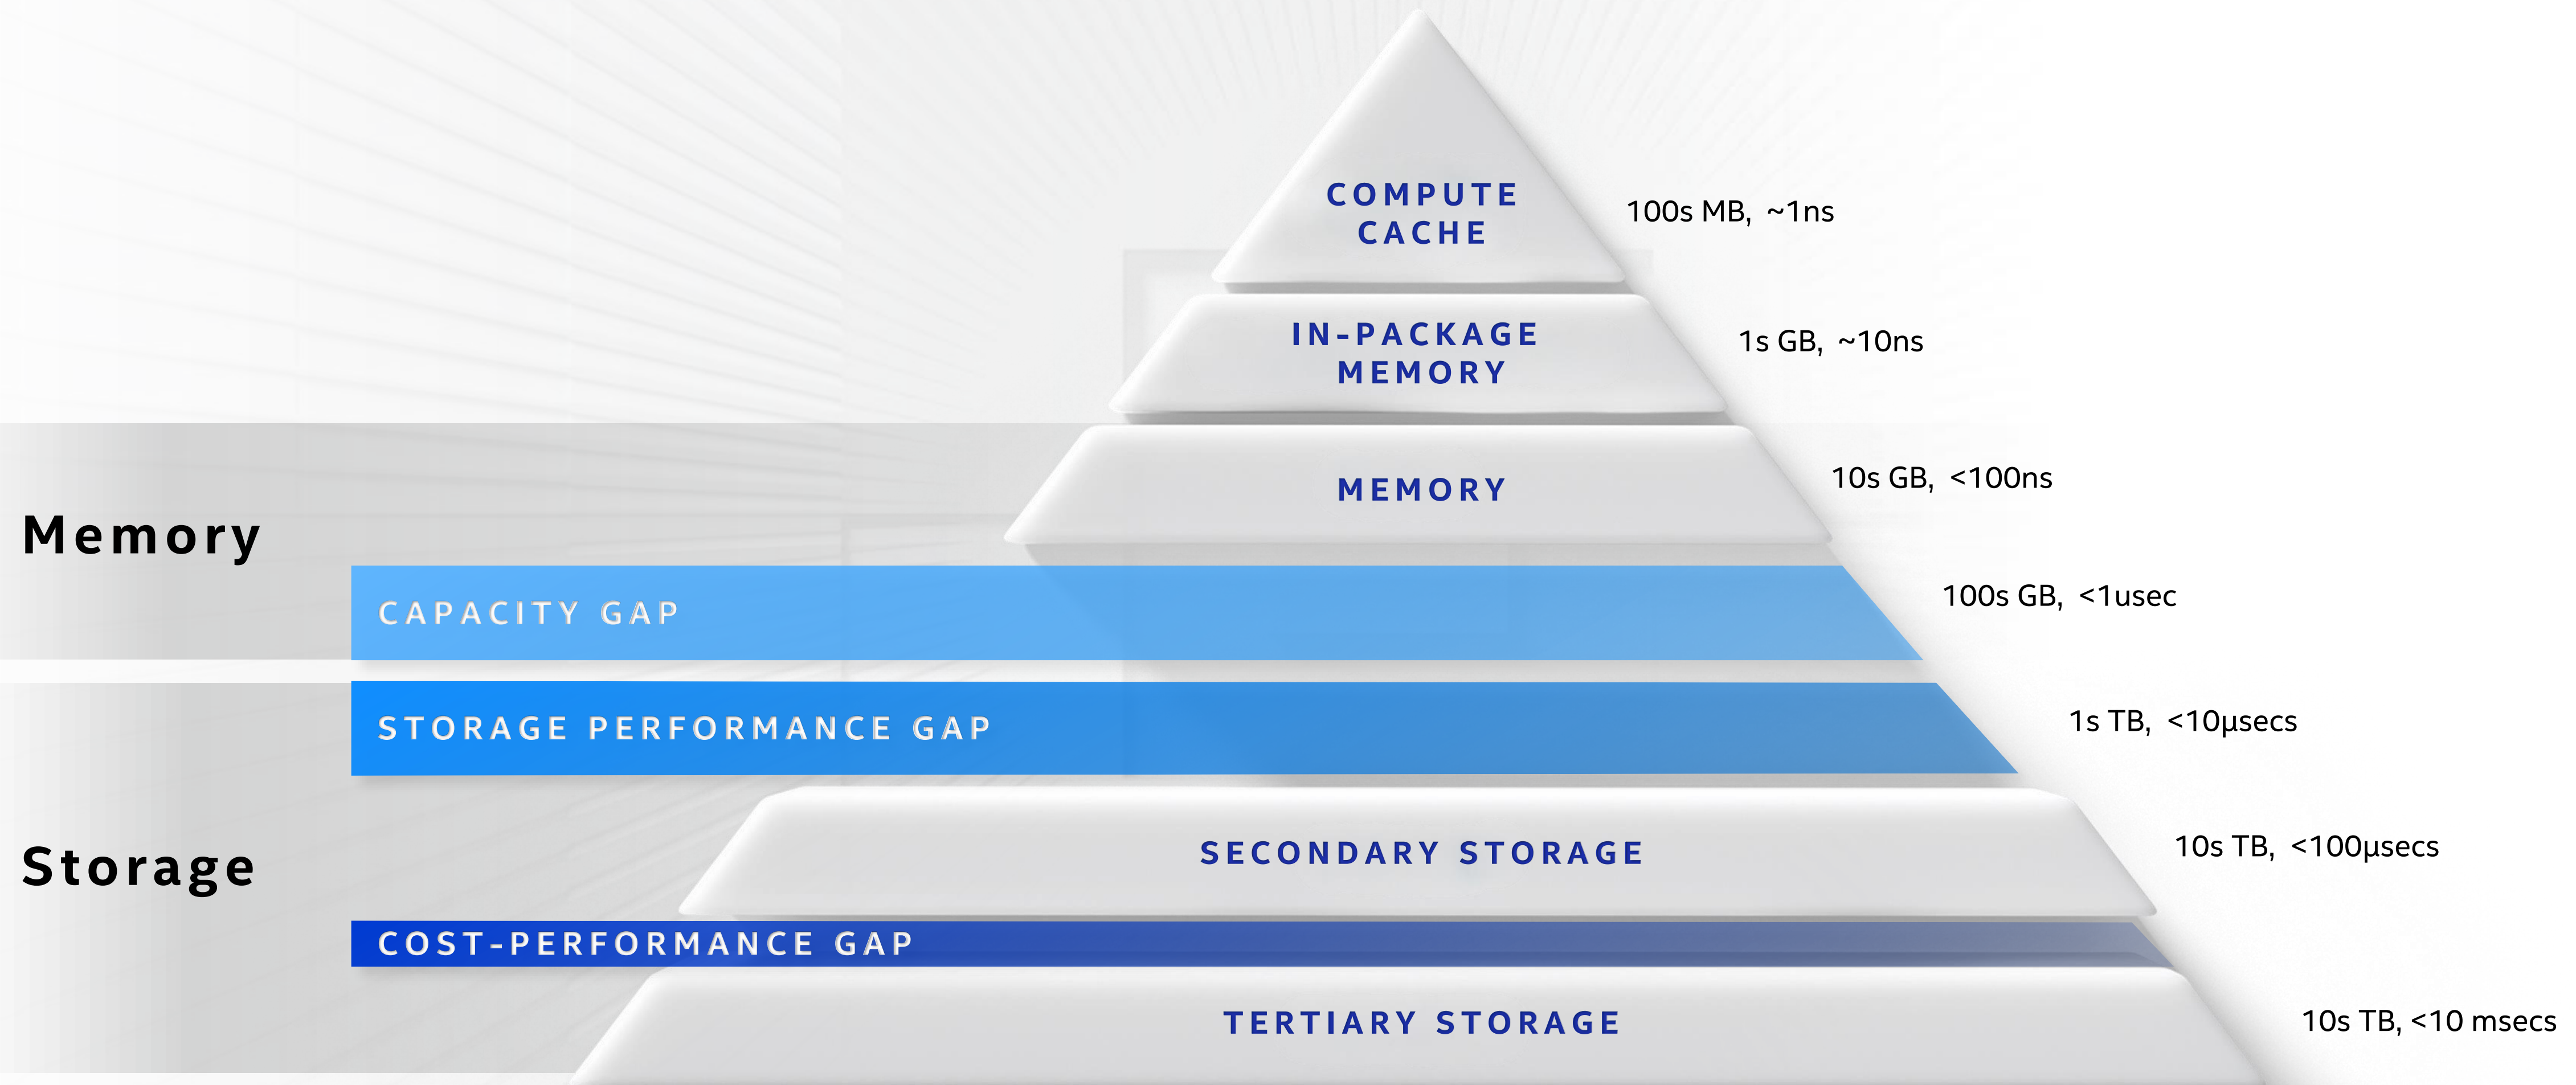 COMPUTE
CACHE
100s MB, ~1ns
IN-PACKAGE
MEMORY
1s GB, ~10ns
MEMORY
10s GB, <100ns
Memory
CAPACITY GAP
100s GB, <1usec
STORAGE PERFORMANCE GAP
1s TB, <10µsecs
Storage
SECONDARY STORAGE
10s TB, <100µsecs
COST-PERFORMANCE GAP
TERTIARY STORAGE
10s TB, <10 msecs